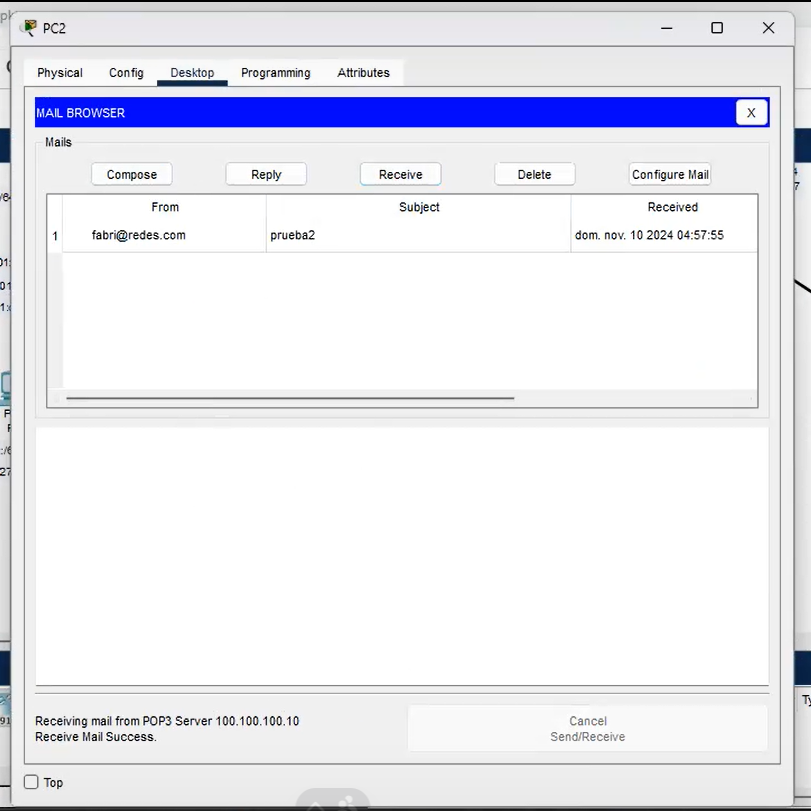 PC2
Physical Config Desktop Programming Attributes
MAIL BROWSER X
Mails
Compose Reply Receive Delete Configure Mail
From Subject Received
1 fabri@redes.com prueba2 dom. nov. 10 2024 04:57:55
Receiving mail from POP3 Server 100.100.100.10
Receive Mail Success.
Cancel
Send/Receive
Top